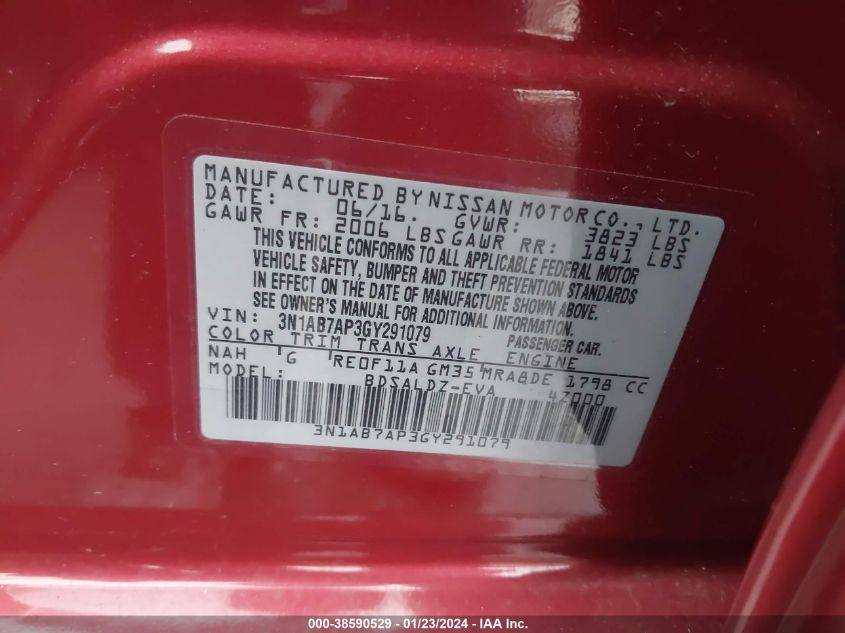 MANUFACTURED BY NISSAN MOTOR CO., LTD.
DATE: 06/16. GVWR: 3823 LBS
GAWR FR: 2006 LBS GAWR RR: 1841 LBS
THIS VEHICLE CONFORMS TO ALL APPLICABLE FEDERAL MOTOR
VEHICLE SAFETY, BUMPER AND THEFT PREVENTION STANDARDS
IN EFFECT ON THE DATE OF MANUFACTURE SHOWN ABOVE.
SEE OWNER'S MANUAL FOR ADDITIONAL INFORMATION.
VIN: 3N1AB7AP3GY291079 PASSENGER CAR.
COLOR TRIM TRANS AXLE ENGINE
NAH G RE0F11A GM35 MRA8DE 1798 CC
MODEL: BDSALDZ-EVA 47000
3N1AB7AP3GY291079
000-38590529 - 01/23/2024 - IAA Inc.